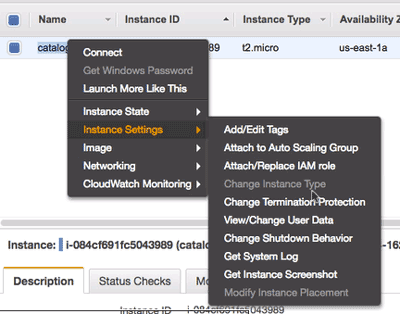 Name Instance ID Instance Type Availability Z
catalo 89 t2.micro us-east-1a
Connect
Get Windows Password
Launch More Like This
Instance State
Instance Settings
Image
Networking
CloudWatch Monitoring
Add/Edit Tags
Attach to Auto Scaling Group
Attach/Replace IAM role
Change Instance Type
Change Termination Protection
View/Change User Data
Change Shutdown Behavior
Get System Log
Get Instance Screenshot
Modify Instance Placement
Instance: i-084cf691fc5043989 (catalo -162
Description Status Checks Mo
Instance ID i-084cf691fc5043989